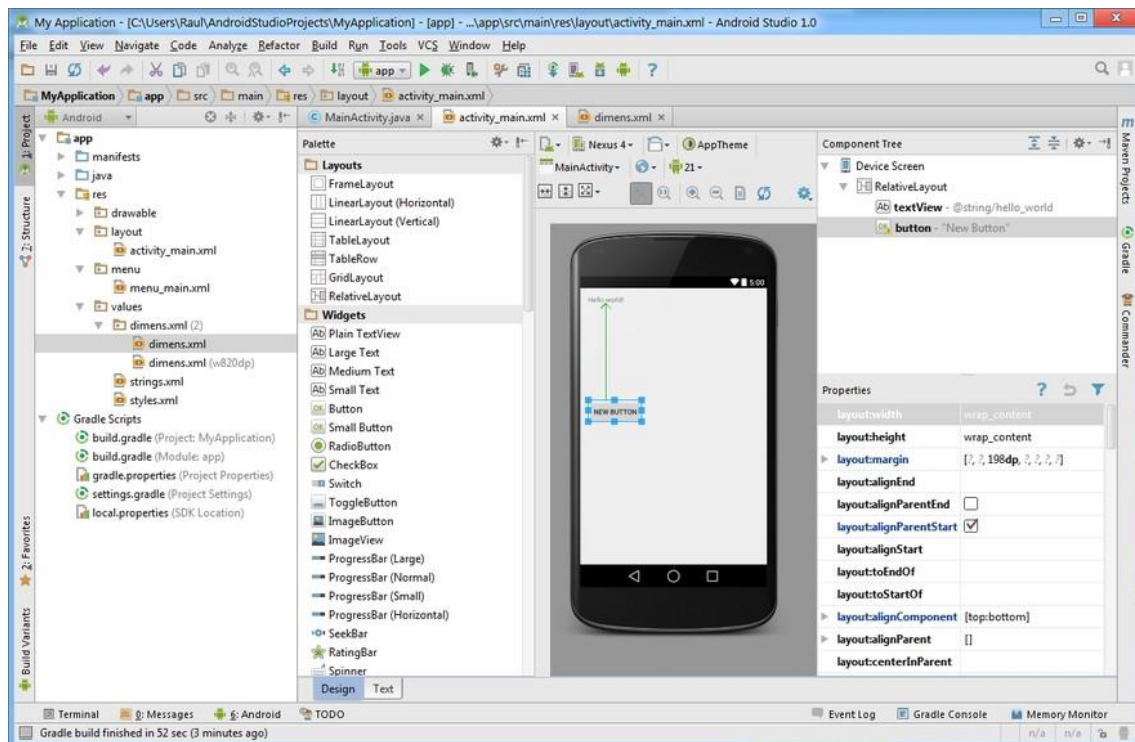 My Application - [C:\Users\Raul\AndroidStudioProjects\MyApplication] - [app] - ...\app\src\main\res\layout\activity_main.xml - Android Studio 1.0
File Edit View Navigate Code Analyze Refactor Build Run Tools VCS Window Help
app
MyApplication app src main res layout activity_main.xml
1: Project
2: Structure
2: Favorites
Build Variants
Android
app
manifests
java
res
drawable
layout
activity_main.xml
menu
menu_main.xml
values
dimens.xml (2)
dimens.xml
dimens.xml (w820dp)
strings.xml
styles.xml
Gradle Scripts
build.gradle (Project: MyApplication)
build.gradle (Module: app)
gradle.properties (Project Properties)
settings.gradle (Project Settings)
local.properties (SDK Location)
MainActivity.java activity_main.xml dimens.xml
Palette
Layouts
FrameLayout
LinearLayout (Horizontal)
LinearLayout (Vertical)
TableLayout
TableRow
GridLayout
RelativeLayout
Widgets
Ab Plain TextView
Ab Large Text
Ab Medium Text
Ab Small Text
OK Button
OK Small Button
RadioButton
CheckBox
Switch
ToggleButton
ImageButton
ImageView
ProgressBar (Large)
ProgressBar (Normal)
ProgressBar (Small)
ProgressBar (Horizontal)
SeekBar
RatingBar
Spinner
Design Text
Nexus 4 AppTheme
MainActivity 21
5:00
Hello world!
NEW BUTTON
Component Tree
Device Screen
RelativeLayout
Ab textView - @string/hello_world
OK button - "New Button"
Properties
layout:width wrap_content
layout:height wrap_content
layout:margin [?, ?, 198dp, ?, ?, ?, ?]
layout:alignEnd
layout:alignParentEnd
layout:alignParentStart
layout:alignStart
layout:toEndOf
layout:toStartOf
layout:alignComponent [top:bottom]
layout:alignParent []
layout:centerInParent
m Maven Projects
Gradle
Commander
Terminal 0: Messages 6: Android TODO Event Log Gradle Console Memory Monitor
Gradle build finished in 52 sec (3 minutes ago) n/a n/a